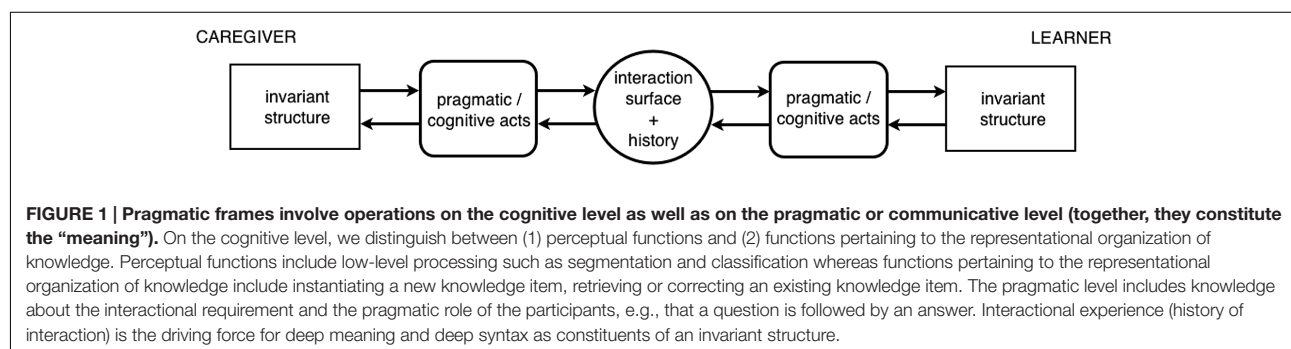 CAREGIVER
LEARNER
invariant
structure
pragmatic /
cognitive acts
interaction
surface
+
history
pragmatic /
cognitive acts
invariant
structure
FIGURE 1 | Pragmatic frames involve operations on the cognitive level as well as on the pragmatic or communicative level (together, they constitute
the “meaning”). On the cognitive level, we distinguish between (1) perceptual functions and (2) functions pertaining to the representational organization of
knowledge. Perceptual functions include low-level processing such as segmentation and classification whereas functions pertaining to the representational
organization of knowledge include instantiating a new knowledge item, retrieving or correcting an existing knowledge item. The pragmatic level includes knowledge
about the interactional requirement and the pragmatic role of the participants, e.g., that a question is followed by an answer. Interactional experience (history of
interaction) is the driving force for deep meaning and deep syntax as constituents of an invariant structure.